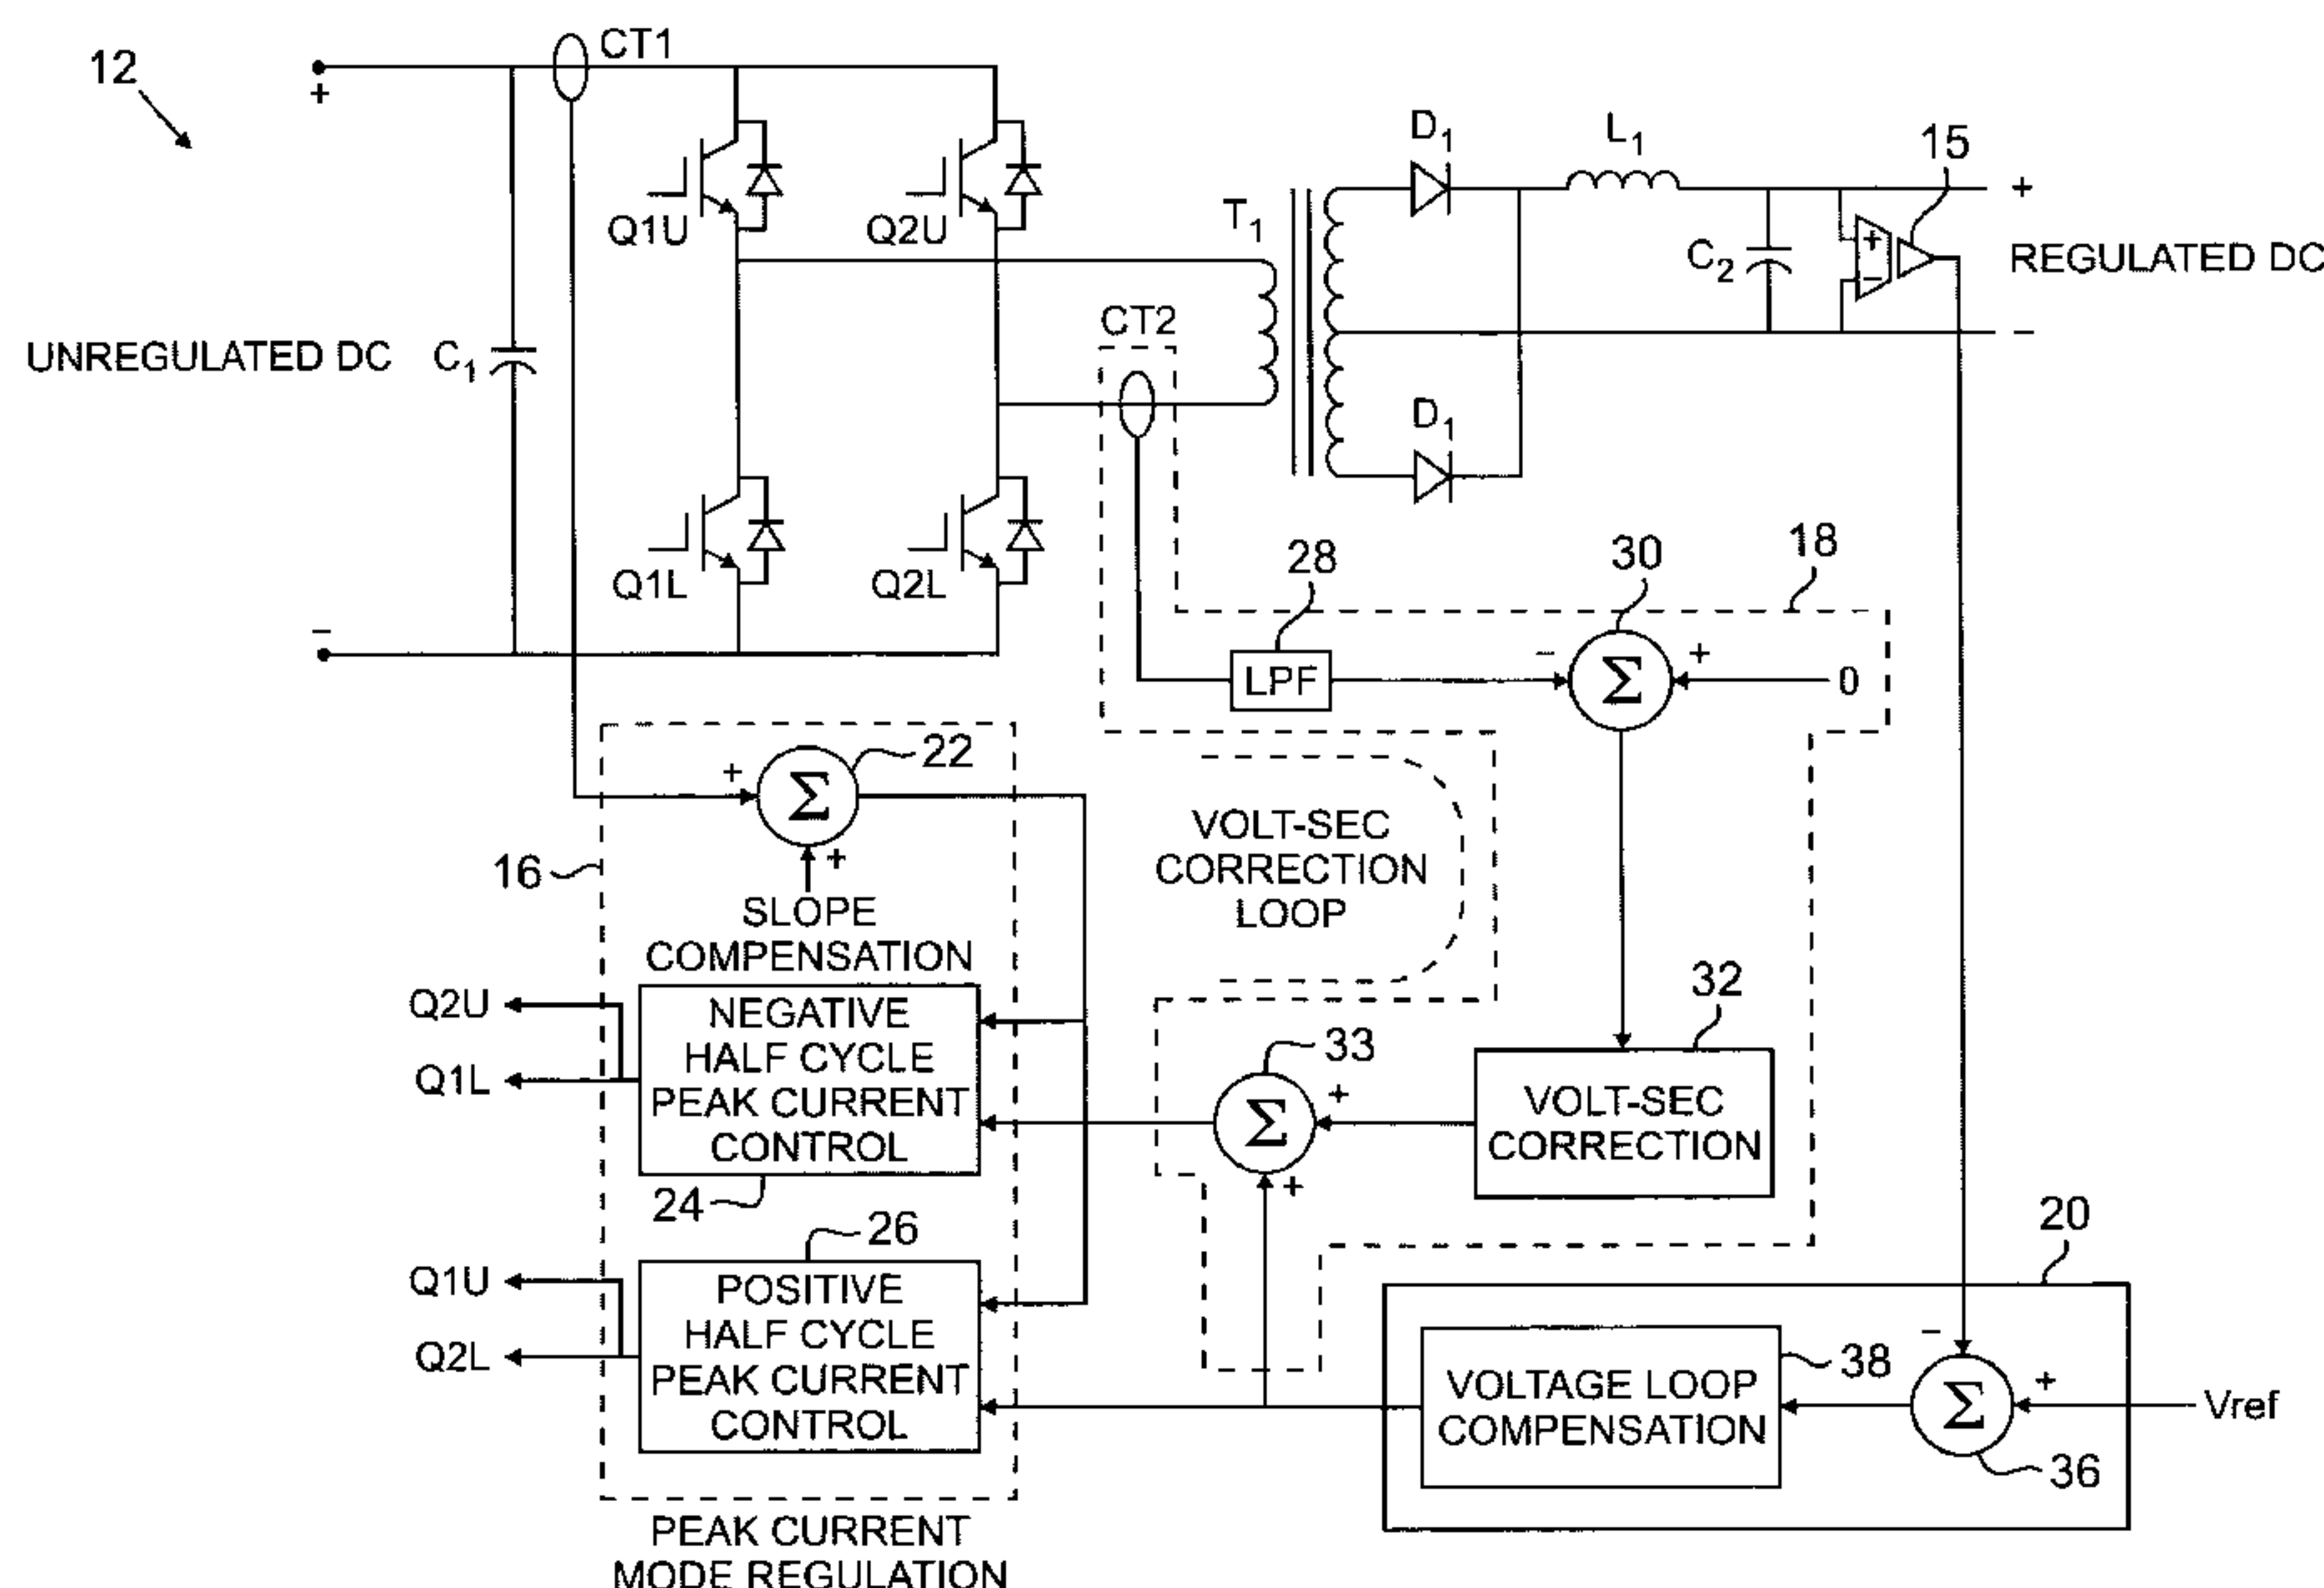 12
CT1
+
UNREGULATED DC
C1
Q1U
Q2U
T1
D1
L1
15
+
C2
+
−
REGULATED DC
−
CT2
D1
Q1L
Q2L
−
28
30
18
LPF
−
Σ
+
0
16
+
Σ
22
+
SLOPE
COMPENSATION
VOLT-SEC
CORRECTION
LOOP
Q2U
Q1L
NEGATIVE
HALF CYCLE
PEAK CURRENT
CONTROL
24
33
Σ
+
+
32
VOLT-SEC
CORRECTION
26
Q1U
Q2L
POSITIVE
HALF CYCLE
PEAK CURRENT
CONTROL
20
VOLTAGE LOOP
COMPENSATION
38
−
Σ
+
Vref
36
PEAK CURRENT
MODE REGULATION